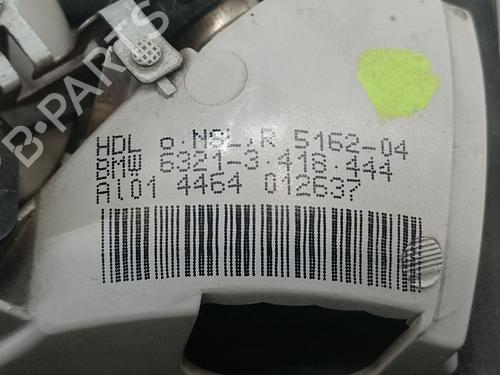 HDL o.NSL,R 5162-04
BMW 6321-3.418.444
Al01 4464 012637
B-PARTS